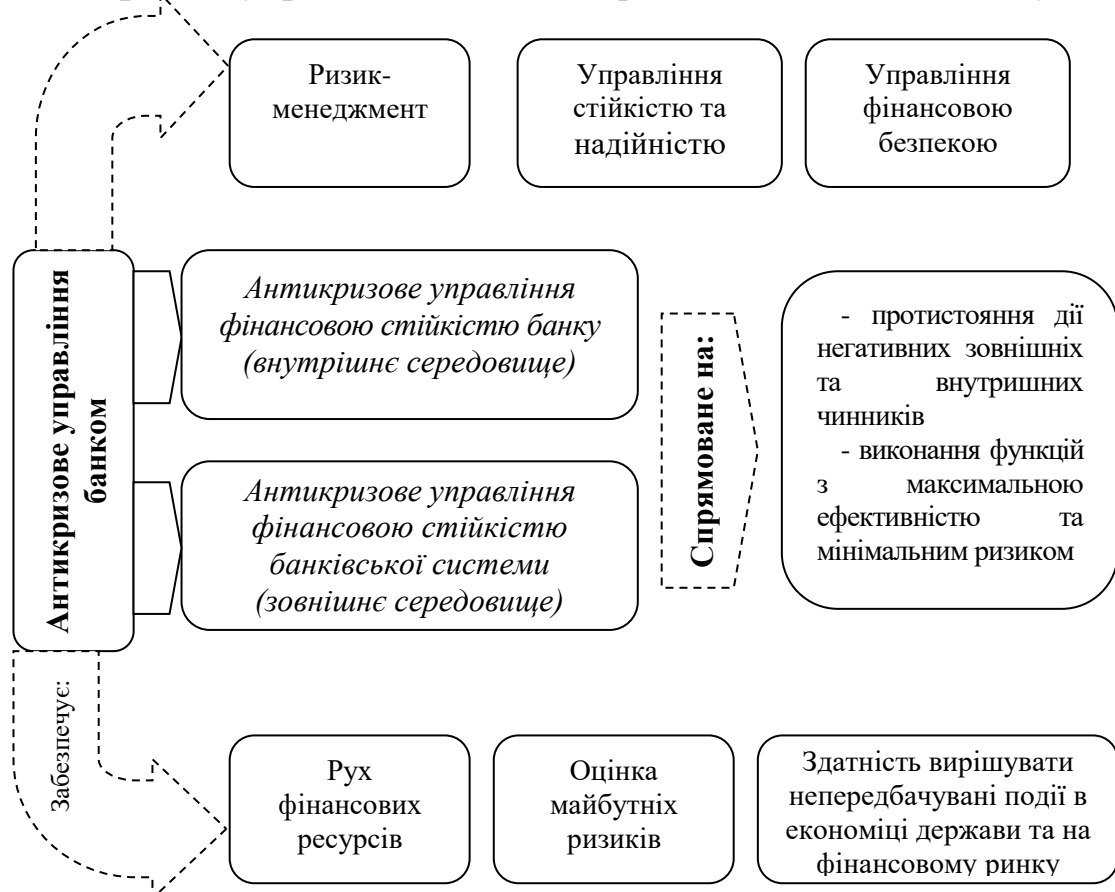 Ризик-
менеджмент
Управління
стійкістю та
надійністю
Управління
фінансовою
безпекою
Антикризове управління
банком
Антикризове управління
фінансовою стійкістю банку
(внутрішнє середовище)
Антикризове управління
фінансовою стійкістю
банківської системи
(зовнішнє середовище)
Спрямоване на:
- протистояння дії
негативних зовнішніх
та внутришних
чинників
- виконання функцій
з максимальною
ефективністю та
мінімальним ризиком
Забезпечує:
Рух
фінансових
ресурсів
Оцінка
майбутніх
ризиків
Здатність вирішувати
непередбачувані події в
економіці держави та на
фінансовому ринку